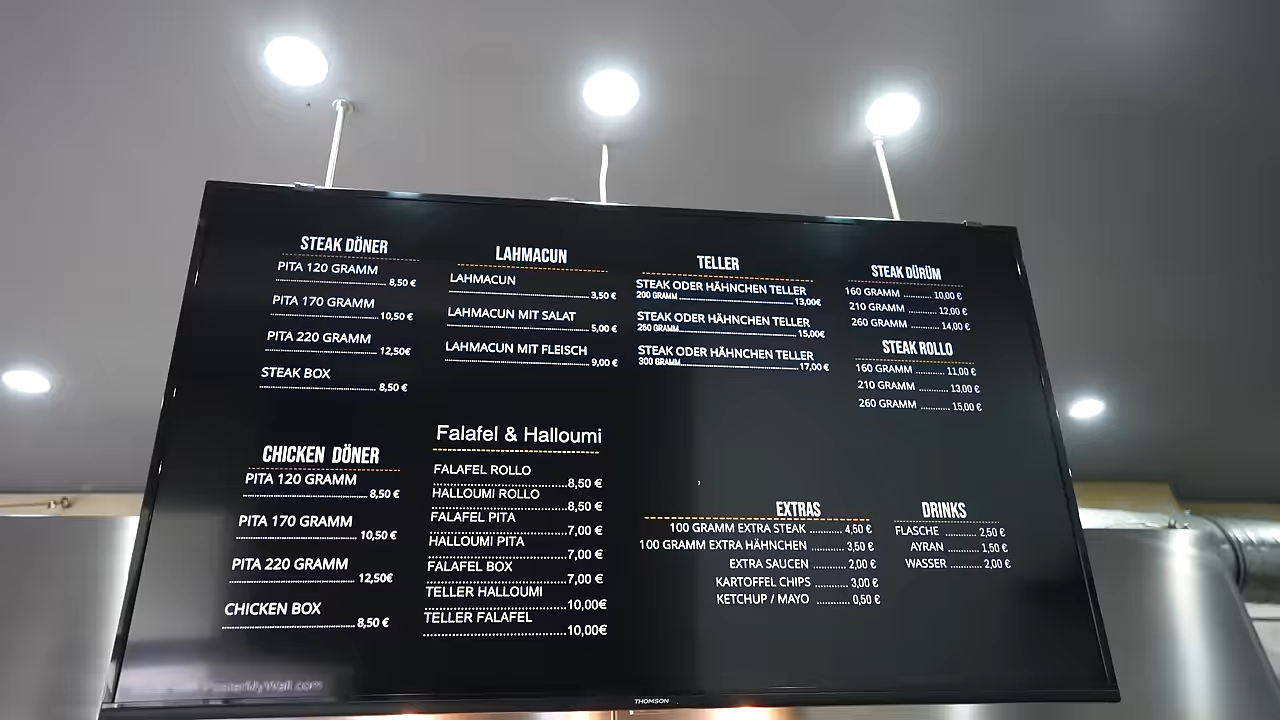 STEAK DÖNER
PITA 120 GRAMM
8,50 €
PITA 170 GRAMM
10,50 €
PITA 220 GRAMM
12,50€
STEAK BOX
8,50 €
LAHMACUN
LAHMACUN
3,50 €
LAHMACUN MIT SALAT
5,00 €
LAHMACUN MIT FLEISCH
9,00 €
TELLER
STEAK ODER HÄHNCHEN TELLER
200 GRAMM 13,00€
STEAK ODER HÄHNCHEN TELLER
250 GRAMM 15,00€
STEAK ODER HÄHNCHEN TELLER
300 GRAMM 17,00 €
STEAK DÜRÜM
160 GRAMM ........... 10,00 €
210 GRAMM ........... 12,00 €
260 GRAMM ........... 14,00 €
STEAK ROLLO
160 GRAMM ........... 11,00 €
210 GRAMM ........... 13,00 €
260 GRAMM ........... 15,00 €
CHICKEN DÖNER
PITA 120 GRAMM
8,50 €
PITA 170 GRAMM
10,50 €
PITA 220 GRAMM
12,50€
CHICKEN BOX
8,50 €
Falafel & Halloumi
FALAFEL ROLLO
8,50 €
HALLOUMI ROLLO
8,50 €
FALAFEL PITA
7,00 €
HALLOUMI PITA
7,00 €
FALAFEL BOX
7,00 €
TELLER HALLOUMI
10,00€
TELLER FALAFEL
10,00€
EXTRAS
100 GRAMM EXTRA STEAK ........... 4,50 €
100 GRAMM EXTRA HÄHNCHEN ........... 3,50 €
EXTRA SAUCEN ........... 2,00 €
KARTOFFEL CHIPS ........... 3,00 €
KETCHUP / MAYO ........... 0,50 €
DRINKS
FLASCHE ........... 2,50 €
AYRAN ........... 1,50 €
WASSER ........... 2,00 €
THOMSON